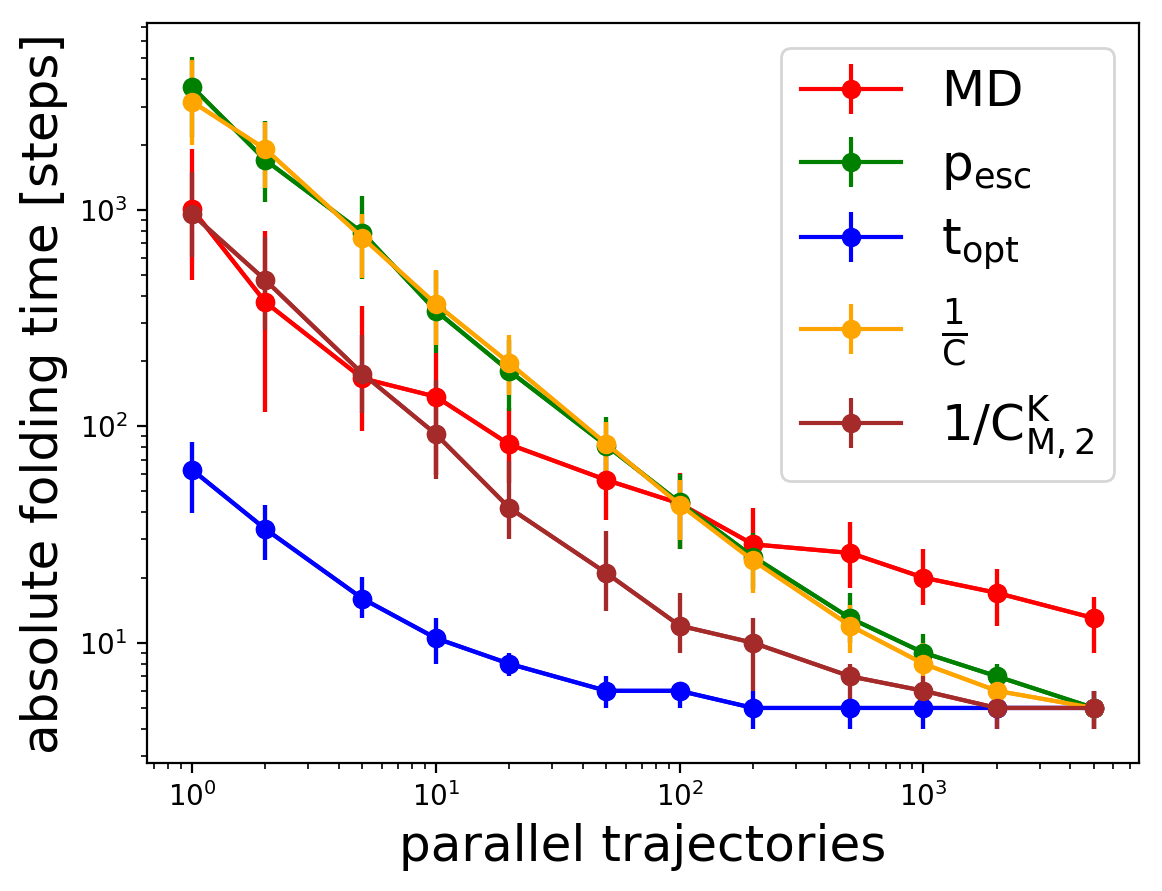 absolute folding time [steps]
10³
10²
10¹
10⁰ 10¹ 10² 10³
parallel trajectories
MD
p_esc
t_opt
1/C
1/C^K_M,2